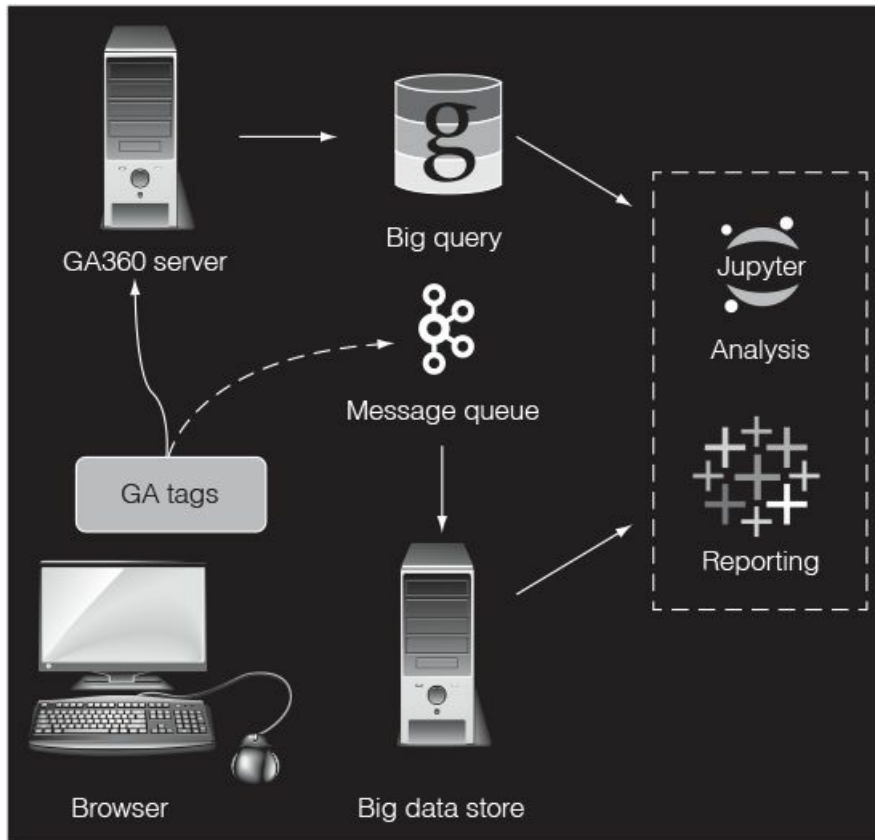 g
GA360 server
Big query
Jupyter
Analysis
Message queue
GA tags
Reporting
Browser
Big data store